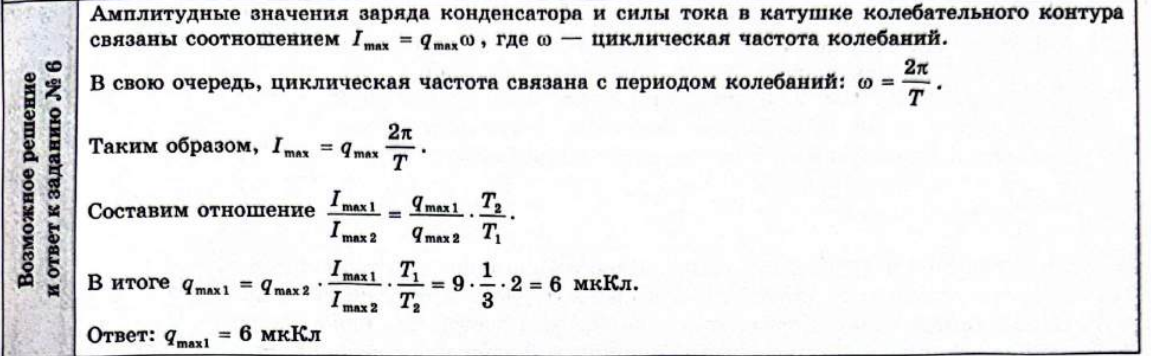 Возможное решение
и ответ к заданию № 6
Амплитудные значения заряда конденсатора и силы тока в катушке колебательного контура
связаны соотношением I_max = q_max ω, где ω — циклическая частота колебаний.
В свою очередь, циклическая частота связана с периодом колебаний: ω = 2π/T.
Таким образом, I_max = q_max 2π/T.
Составим отношение I_max1/I_max2 = q_max1/q_max2 · T_2/T_1.
В итоге q_max1 = q_max2 · I_max1/I_max2 · T_1/T_2 = 9 · 1/3 · 2 = 6 мкКл.
Ответ: q_max1 = 6 мкКл